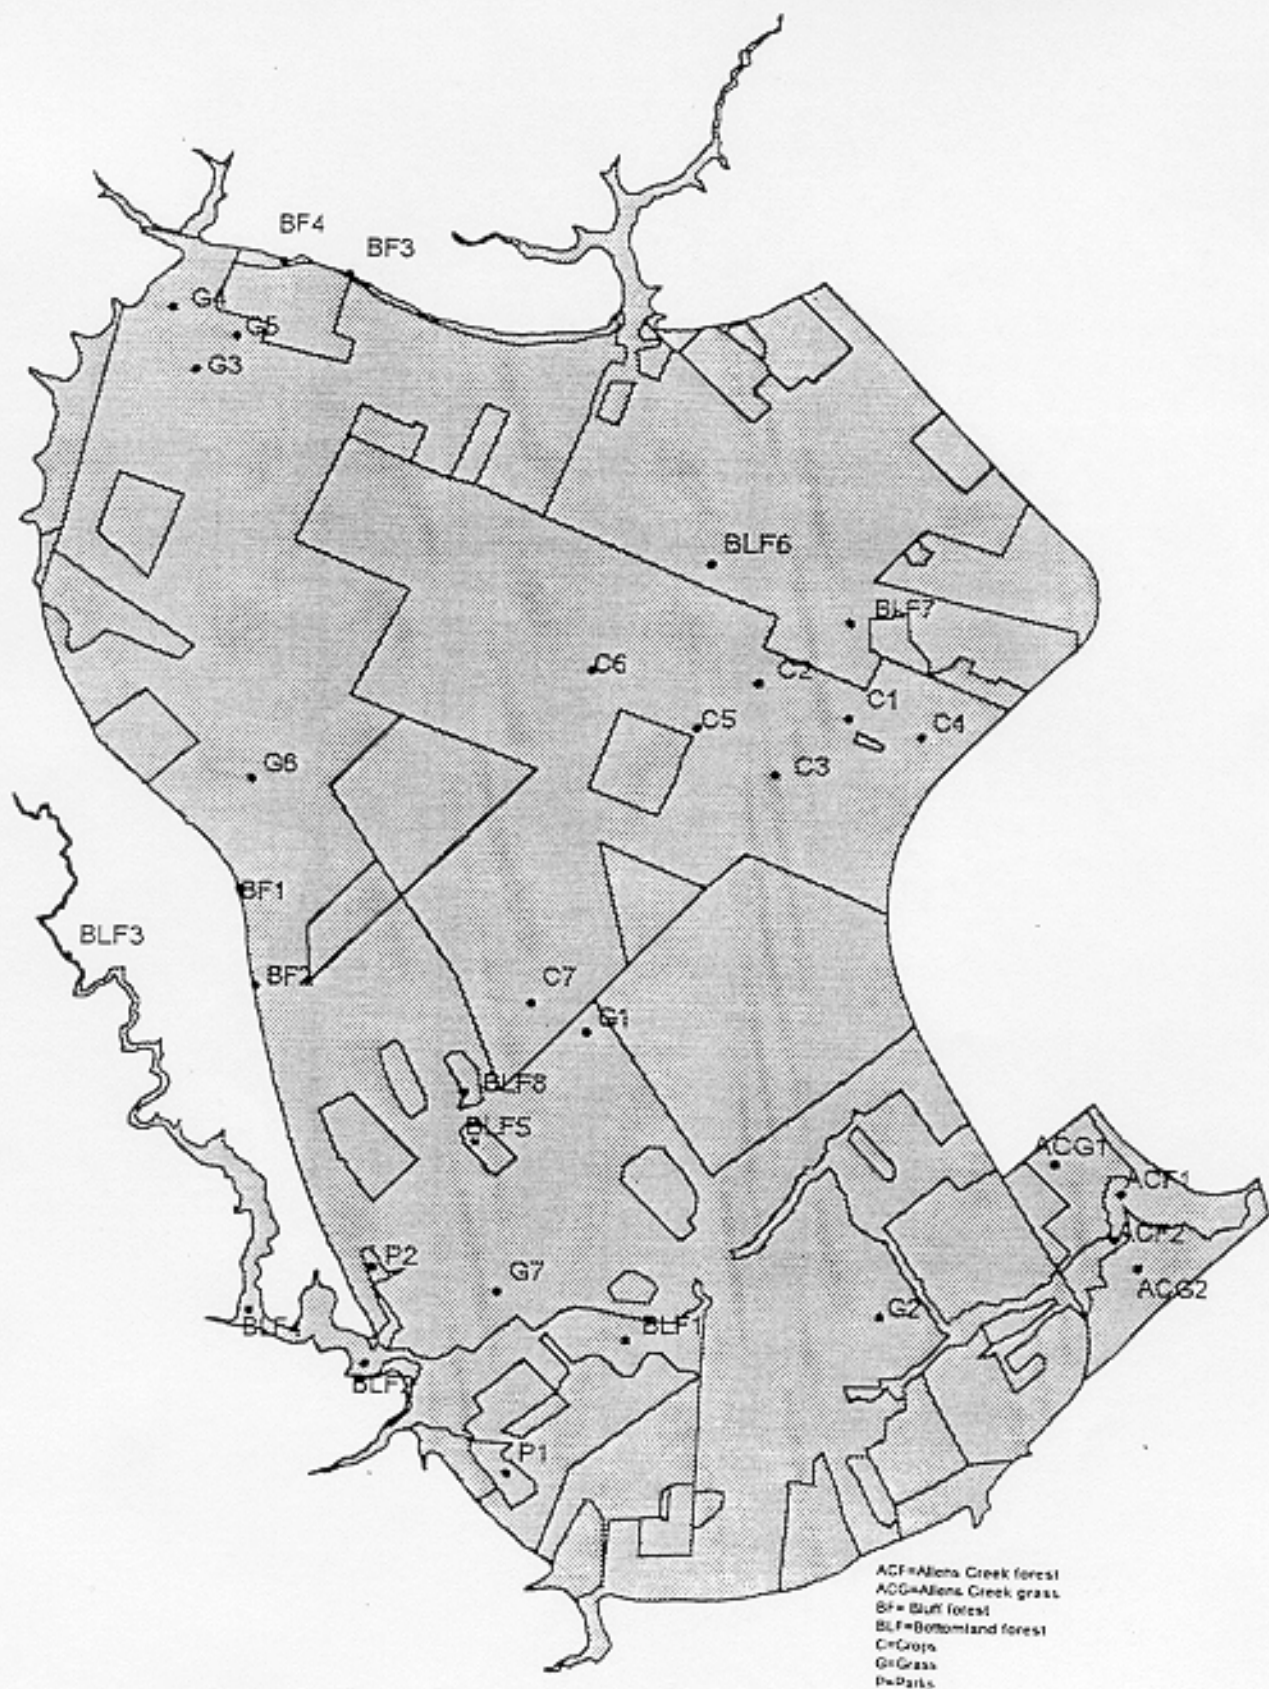 BF4
BF3
G4
G5
G3
BLF6
BLF7
C6
C2
C1
C5
C4
C3
G6
BF1
BLF3
BF2
C7
G1
BLF8
BLF5
ACG1
ACF1
ACF2
P2
G7
ACG2
G2
BLF1
P1
ACF=Allens Creek forest
ACG=Allens Creek grass
BF= Bluff forest
BLF=Bottomland forest
C=Crops
G=Grass
P=Parks